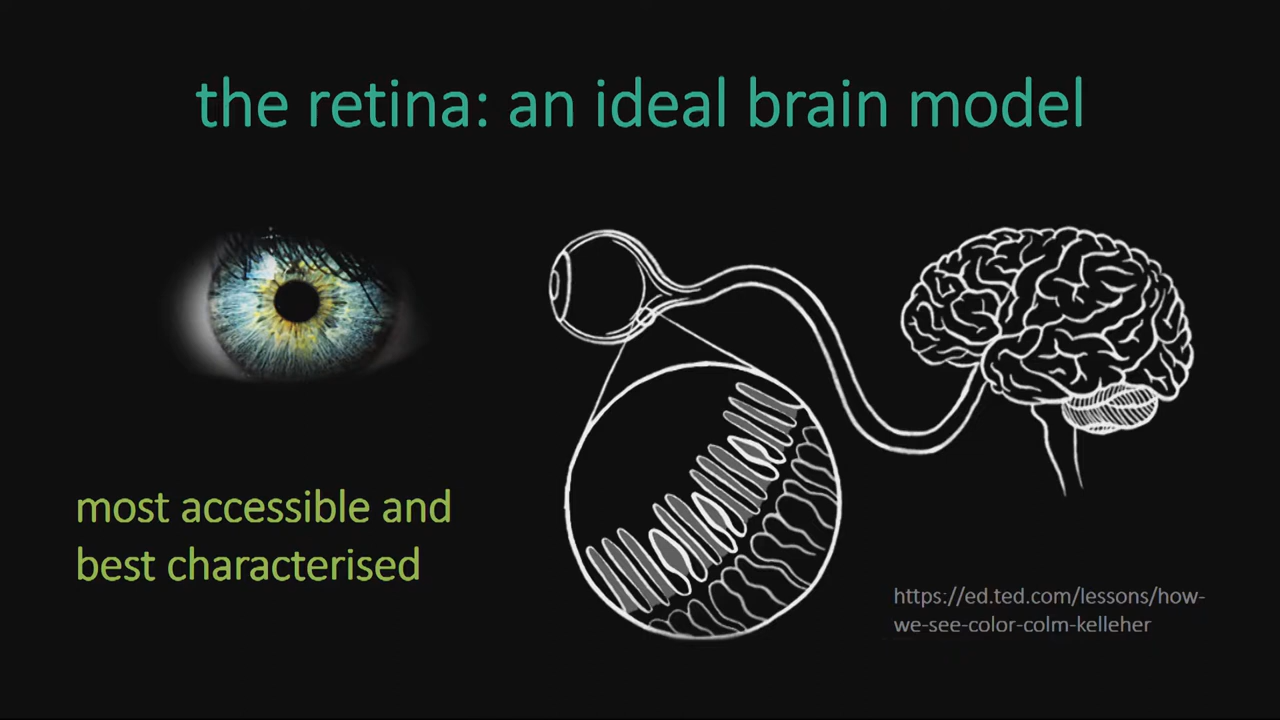 the retina: an ideal brain model
most accessible and
best characterised
https://ed.ted.com/lessons/how-
we-see-color-colm-kelleher